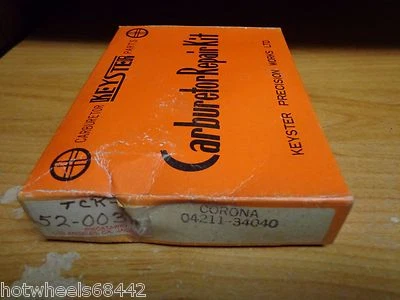 CARBURETOR KEYSTER PARTS
Carburetor Repair Kit
KEYSTER PRECISION WORKS LTD
TCK-
52-003
CORONA
04211-34040
hotwheels68442